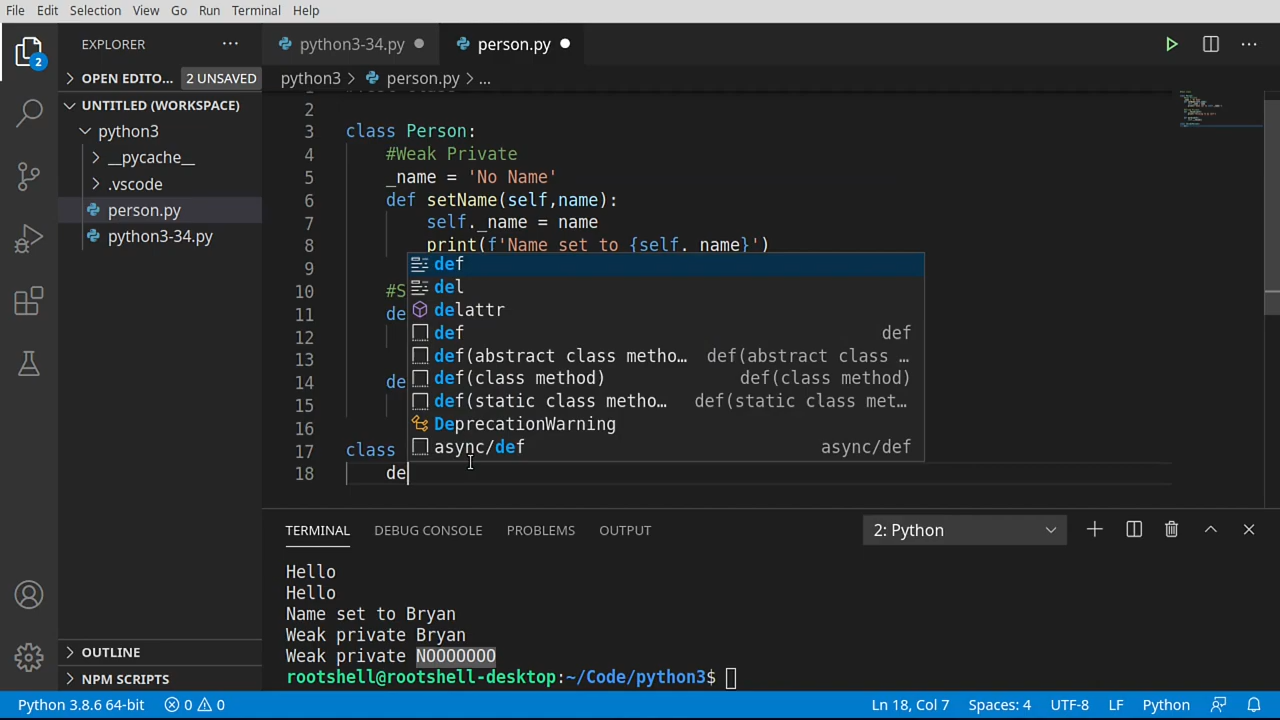 File Edit Selection View Go Run Terminal Help
EXPLORER
python3-34.py
person.py
2
OPEN EDITO...
2 UNSAVED
python3
person.py
...
UNTITLED (WORKSPACE)
python3
__pycache__
.vscode
person.py
python3-34.py
2
3 class Person:
4 #Weak Private
5 _name = 'No Name'
6 def setName(self,name):
7 self._name = name
8 print(f'Name set to {self._name}')
9
10 #S
11 de
12
13
14 de
15
16
17 class
18 de
def
del
delattr
def def
def(abstract class metho... def(abstract class ...
def(class method) def(class method)
def(static class metho... def(static class met...
DeprecationWarning
async/def async/def
TERMINAL
DEBUG CONSOLE
PROBLEMS
OUTPUT
2: Python
Hello
Hello
Name set to Bryan
Weak private Bryan
Weak private NOOOOOOO
rootshell@rootshell-desktop:~/Code/python3$
OUTLINE
NPM SCRIPTS
Python 3.8.6 64-bit
0
0
Ln 18, Col 7
Spaces: 4
UTF-8
LF
Python